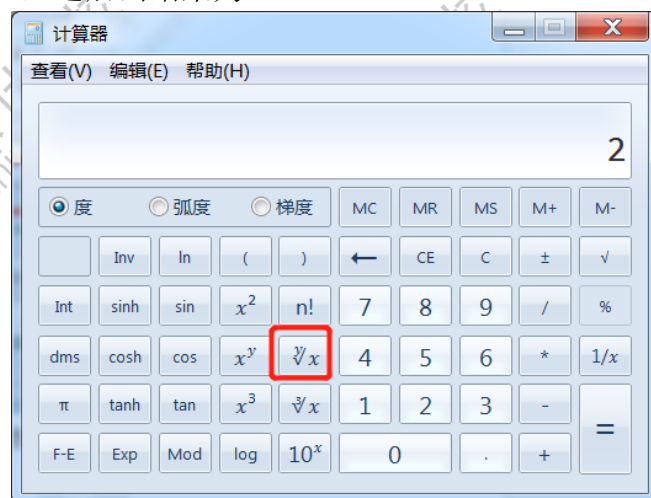 计算器
查看(V) 编辑(E) 帮助(H)
2
度 弧度 梯度 MC MR MS M+ M-
Inv ln ( ) ← CE C ± √
Int sinh sin x² n! 7 8 9 / %
dms cosh cos xʸ ʸ√x 4 5 6 * 1/x
π tanh tan x³ ³√x 1 2 3 - =
F-E Exp Mod log 10ˣ 0 . +